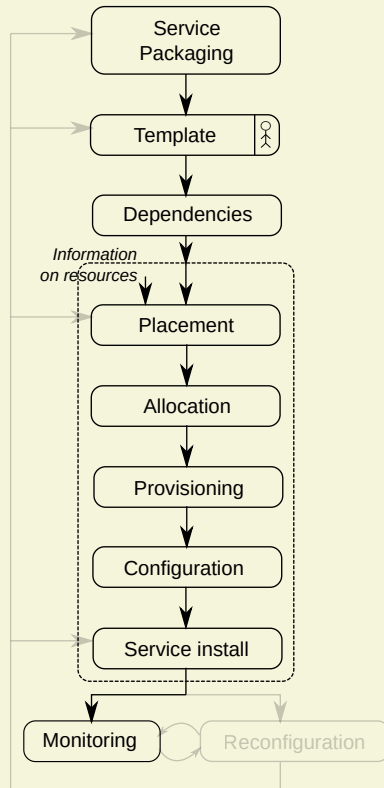 Service
Packaging
Template
Dependencies
Information
on resources
Placement
Allocation
Provisioning
Configuration
Service install
Monitoring
Reconfiguration